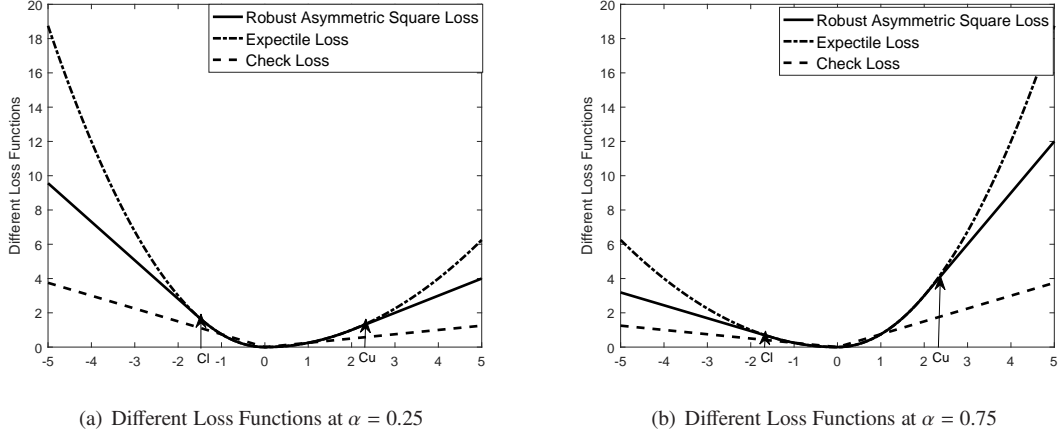 20
18
16
14
12
10
8
6
4
2
0
Different Loss Functions
Robust Asymmetric Square Loss
Expectile Loss
Check Loss
-5 -4 -3 -2 -1 0 1 2 3 4 5
Cl Cu
(a) Different Loss Functions at α = 0.25
20
18
16
14
12
10
8
6
4
2
0
Different Loss Functions
Robust Asymmetric Square Loss
Expectile Loss
Check Loss
-5 -4 -3 -2 -1 0 1 2 3 4 5
Cl Cu
(b) Different Loss Functions at α = 0.75